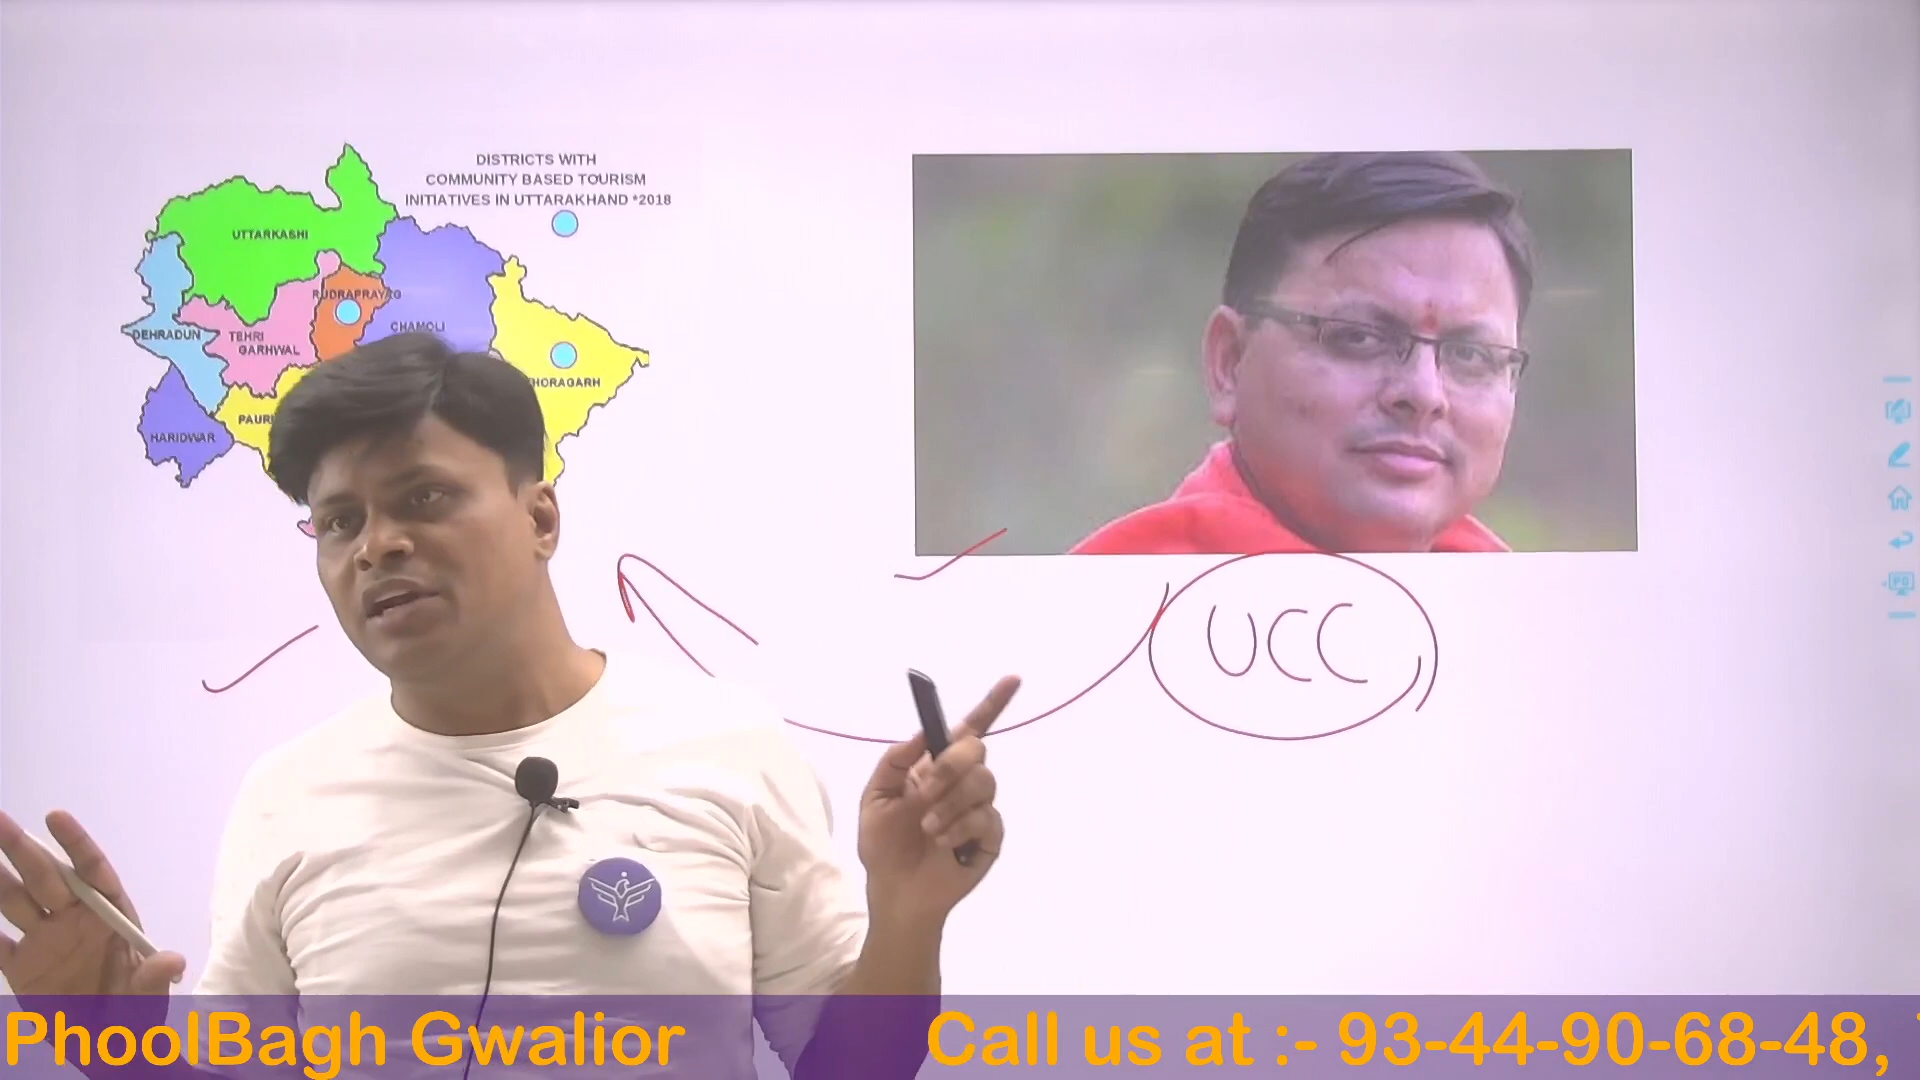 DISTRICTS WITH
COMMUNITY BASED TOURISM
INITIATIVES IN UTTARAKHAND *2018
UTTARKASHI
RUDRAPRAYAG
CHAMOLI
DEHRADUN
TEHRI
GARHWAL
HORAGARH
PAURI
HARIDWAR
UCC
PhoolBagh Gwalior Call us at :- 93-44-90-68-48,